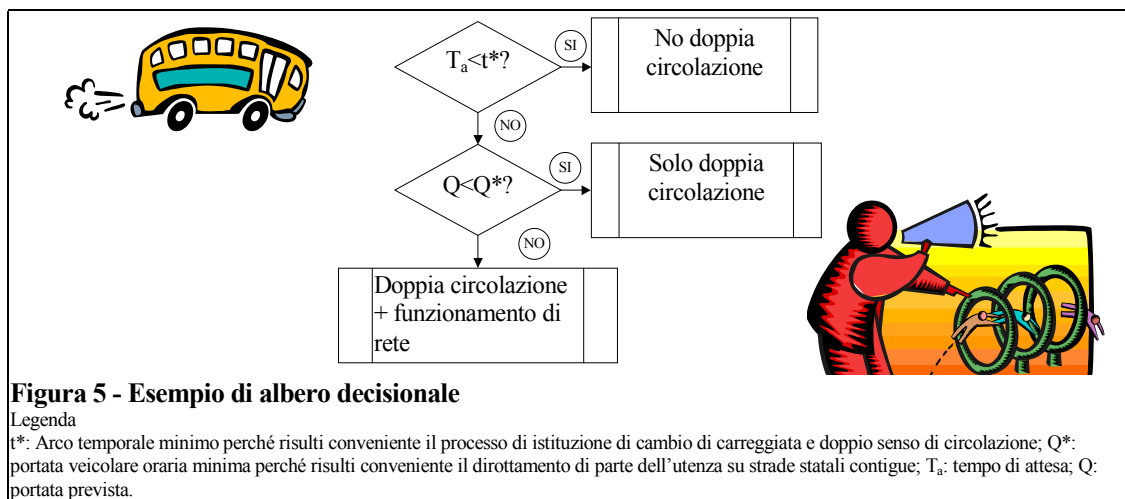 T_a<t*?
SI
No doppia
circolazione
NO
Q<Q*?
SI
Solo doppia
circolazione
NO
Doppia circolazione
+ funzionamento di
rete
Figura 5 - Esempio di albero decisionale
Legenda
t*: Arco temporale minimo perché risulti conveniente il processo di istituzione di cambio di carreggiata e doppio senso di circolazione; Q*:
portata veicolare oraria minima perché risulti conveniente il dirottamento di parte dell'utenza su strade statali contigue; T_a: tempo di attesa; Q:
portata prevista.